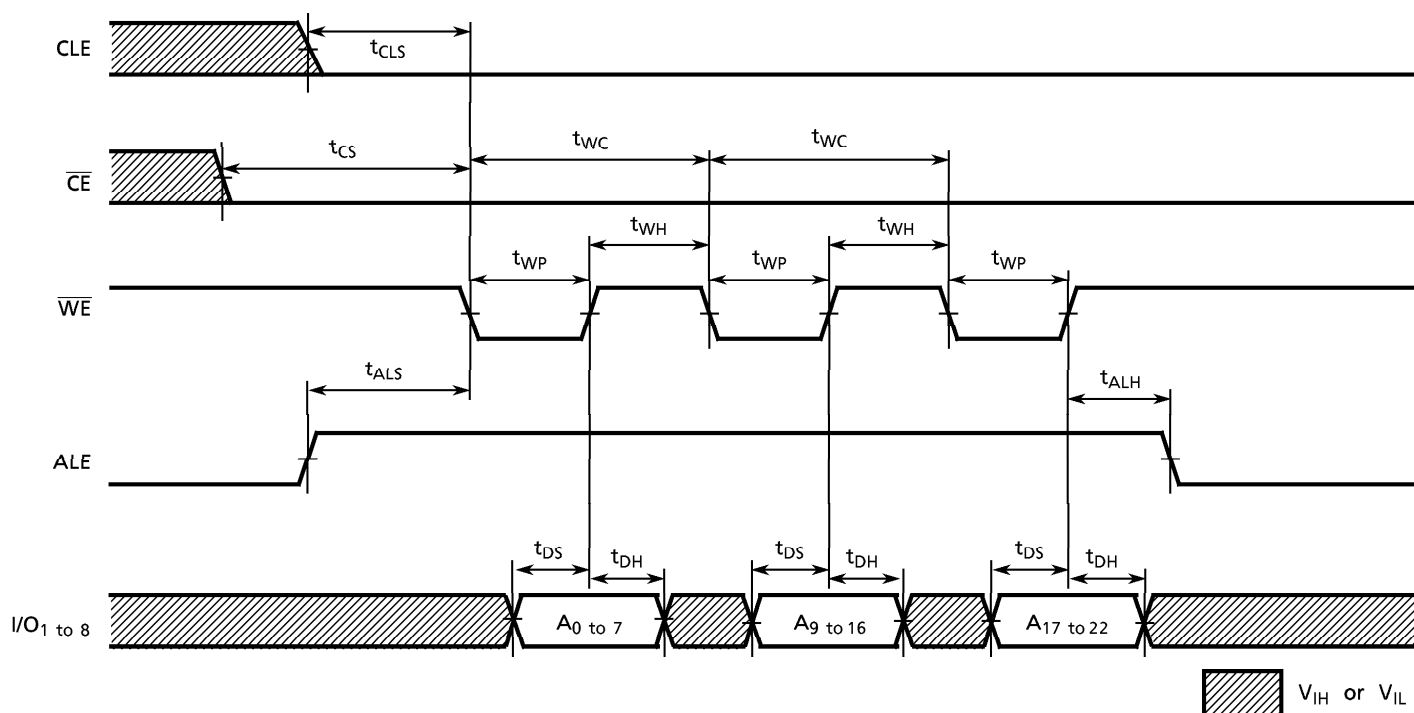 CLE
tCLS
CE
tCS
tWC
tWC
tWH
tWH
WE
tWP
tWP
tWP
tALS
tALH
ALE
tDS
tDH
tDS
tDH
tDS
tDH
I/O1 to 8
A0 to 7
A9 to 16
A17 to 22
VIH or VIL